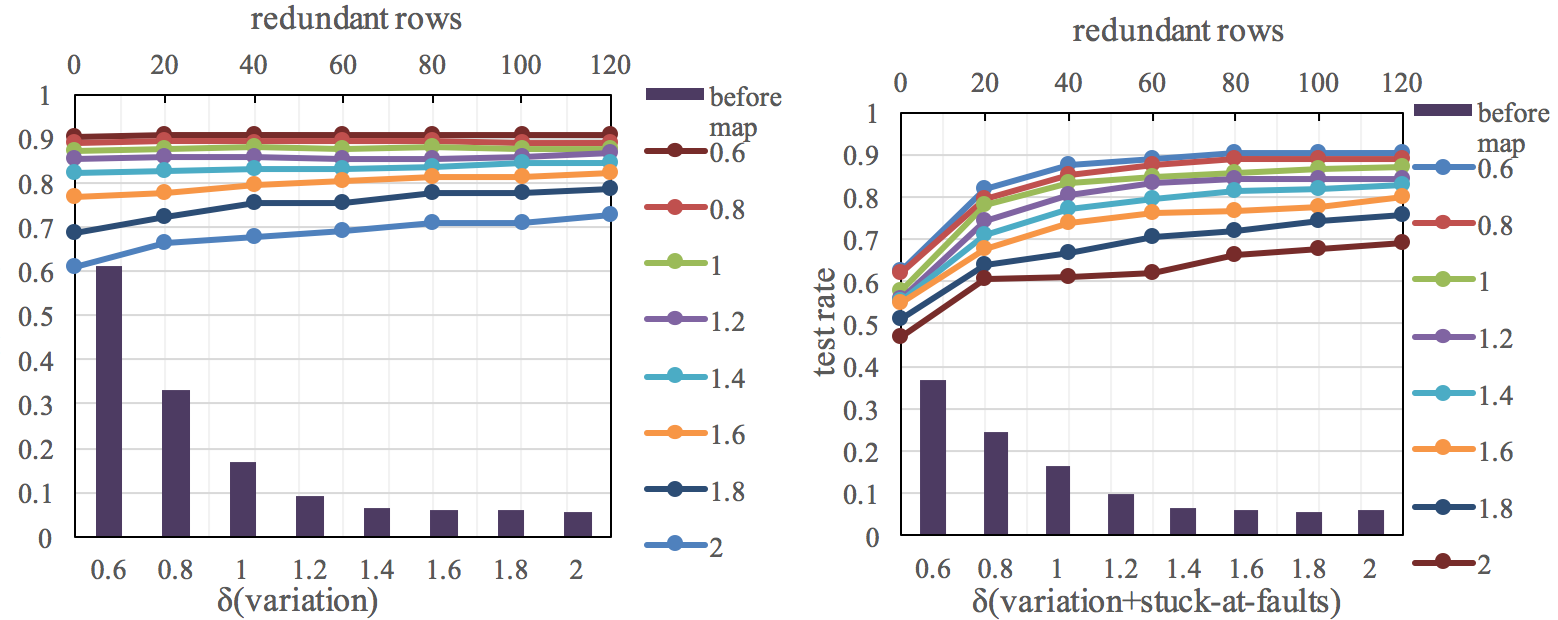 redundant rows
0 20 40 60 80 100 120
1
0.9
0.8
0.7
0.6
0.5
0.4
0.3
0.2
0.1
0
0.6 0.8 1 1.2 1.4 1.6 1.8 2
δ(variation)
before
map
0.6
0.8
1
1.2
1.4
1.6
1.8
2
redundant rows
0 20 40 60 80 100 120
test rate
1
0.9
0.8
0.7
0.6
0.5
0.4
0.3
0.2
0.1
0
0.6 0.8 1 1.2 1.4 1.6 1.8 2
δ(variation+stuck-at-faults)
before
map
0.6
0.8
1
1.2
1.4
1.6
1.8
2